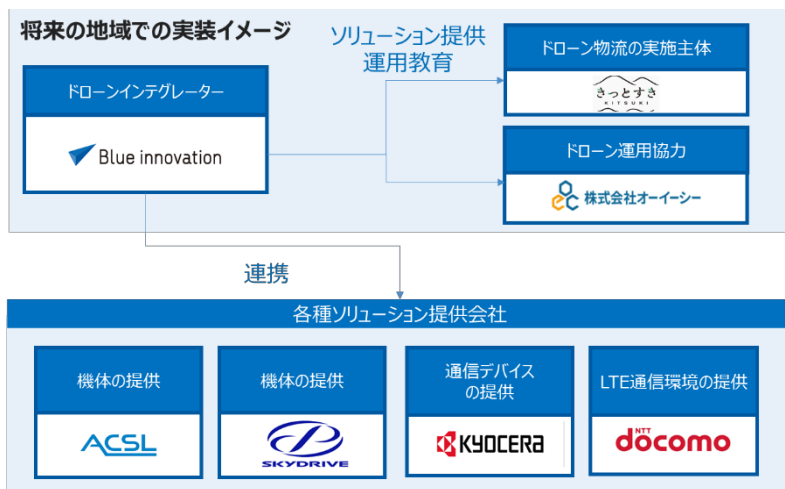 将来の地域での実装イメージ
ソリューション提供
運用教育
ドローンインテグレーター
Blue innovation
ドローン物流の実施主体
きっとすき
KITSUKI
ドローン運用協力
oec 株式会社オーイーシー
連携
各種ソリューション提供会社
機体の提供
ACSL
機体の提供
SKYDRIVE
通信デバイス
の提供
KYOCERA
LTE通信環境の提供
NTT
döcomo